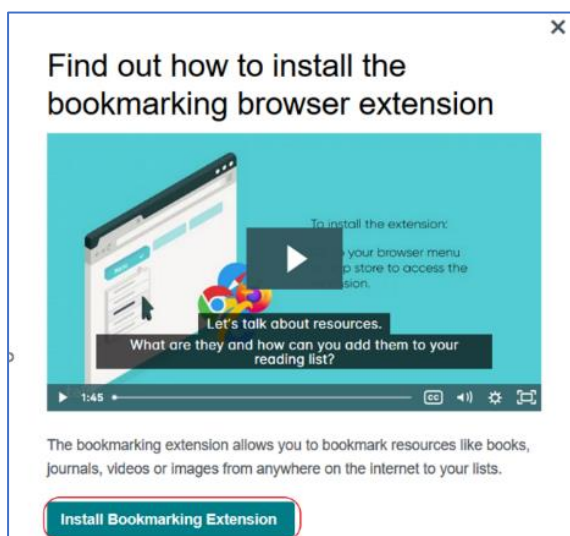 Find out how to install the
bookmarking browser extension
To install the extension:
your browser menu
store to access the
Let's talk about resources.
What are they and how can you add them to your
reading list?
1:45
CC
The bookmarking extension allows you to bookmark resources like books,
journals, videos or images from anywhere on the internet to your lists.
Install Bookmarking Extension